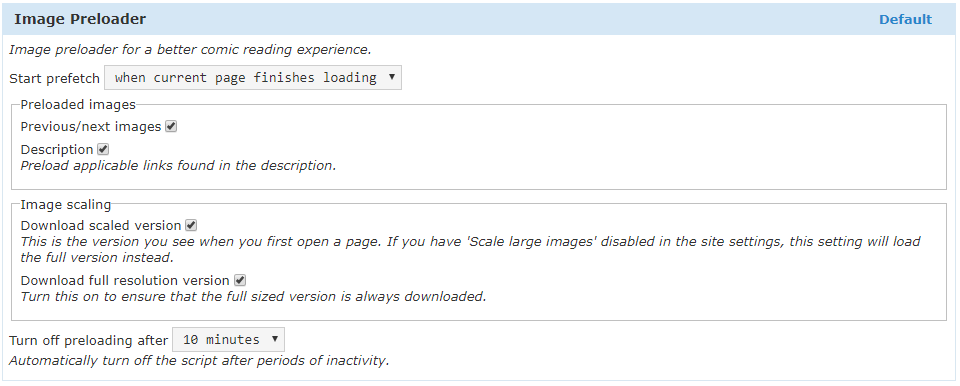 Image Preloader Default
Image preloader for a better comic reading experience.
Start prefetch when current page finishes loading
Preloaded images
Previous/next images
Description
Preload applicable links found in the description.
Image scaling
Download scaled version
This is the version you see when you first open a page. If you have 'Scale large images' disabled in the site settings, this setting will load
the full version instead.
Download full resolution version
Turn this on to ensure that the full sized version is always downloaded.
Turn off preloading after 10 minutes
Automatically turn off the script after periods of inactivity.